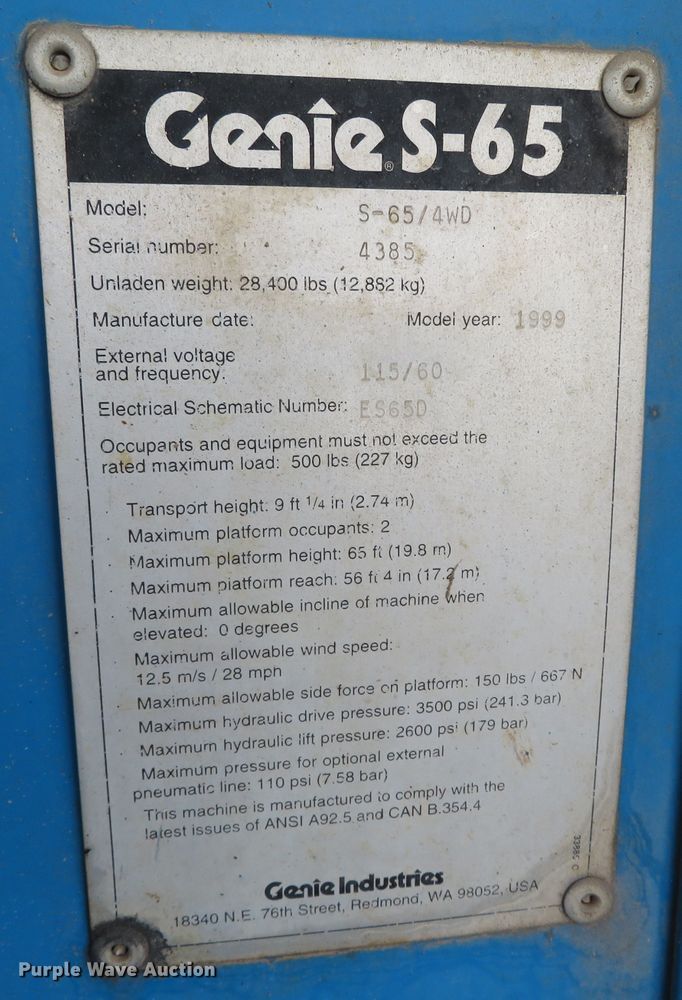 Genie® S-65
Model: S-65/4WD
Serial number: 4385
Unladen weight: 28,400 lbs (12,882 kg)
Manufacture date: Model year: 1999
External voltage
and frequency: 115/60
Electrical Schematic Number: ES65D
Occupants and equipment must not exceed the
rated maximum load: 500 lbs (227 kg)
· Transport height: 9 ft 1/4 in (2.74 m)
· Maximum platform occupants: 2
· Maximum platform height: 65 ft (19.8 m)
· Maximum platform reach: 56 ft 4 in (17.2 m)
· Maximum allowable incline of machine when
elevated: 0 degrees
· Maximum allowable wind speed:
12.5 m/s / 28 mph
· Maximum allowable side force on platform: 150 lbs / 667 N
· Maximum hydraulic drive pressure: 3500 psi (241.3 bar)
· Maximum hydraulic lift pressure: 2600 psi (179 bar)
· Maximum pressure for optional external
pneumatic line: 110 psi (7.58 bar)
· This machine is manufactured to comply with the
latest issues of ANSI A92.5 and CAN B.354.4
Genie Industries
18340 N.E. 76th Street, Redmond, WA 98052, USA
Purple Wave Auction